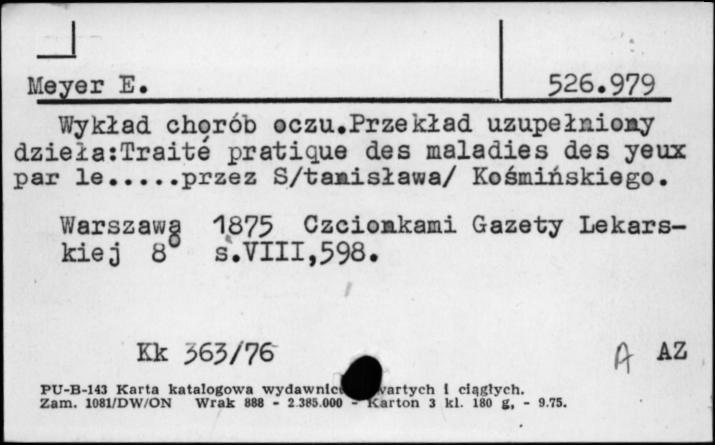 Meyer E. 526.979
Wykład chorób oczu.Przekład uzupełniony
dzieła:Traité pratique des maladies des yeux
par le.....przez S/tanisława/ Kośmińskiego.
Warszawa 1875 Czcionkami Gazety Lekars-
kiej 8° s.VIII,598.
Kk 363/76 A AZ
PU-B-143 Karta katalogowa wydawnic wartych i ciągłych.
Zam. 1081/DW/ON Wrak 888 - 2.385.000 - Karton 3 kl. 180 g, - 9.75.